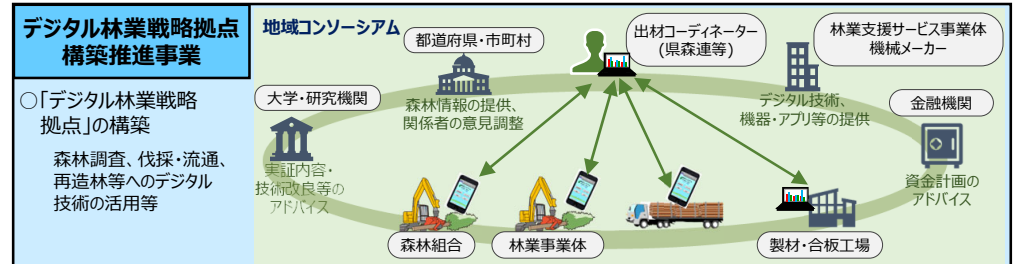 デジタル林業戦略拠点
構築推進事業
○「デジタル林業戦略
拠点」の構築
森林調査、伐採・流通、
再造林等へのデジタル
技術の活用等
地域コンソーシアム
都道府県・市町村
森林情報の提供、
関係者の意見調整
出材コーディネーター
(県森連等)
林業支援サービス事業体
機械メーカー
デジタル技術、
機器・アプリ等の提供
大学・研究機関
実証内容・
技術改良等の
アドバイス
金融機関
資金計画の
アドバイス
森林組合
林業事業体
製材・合板工場